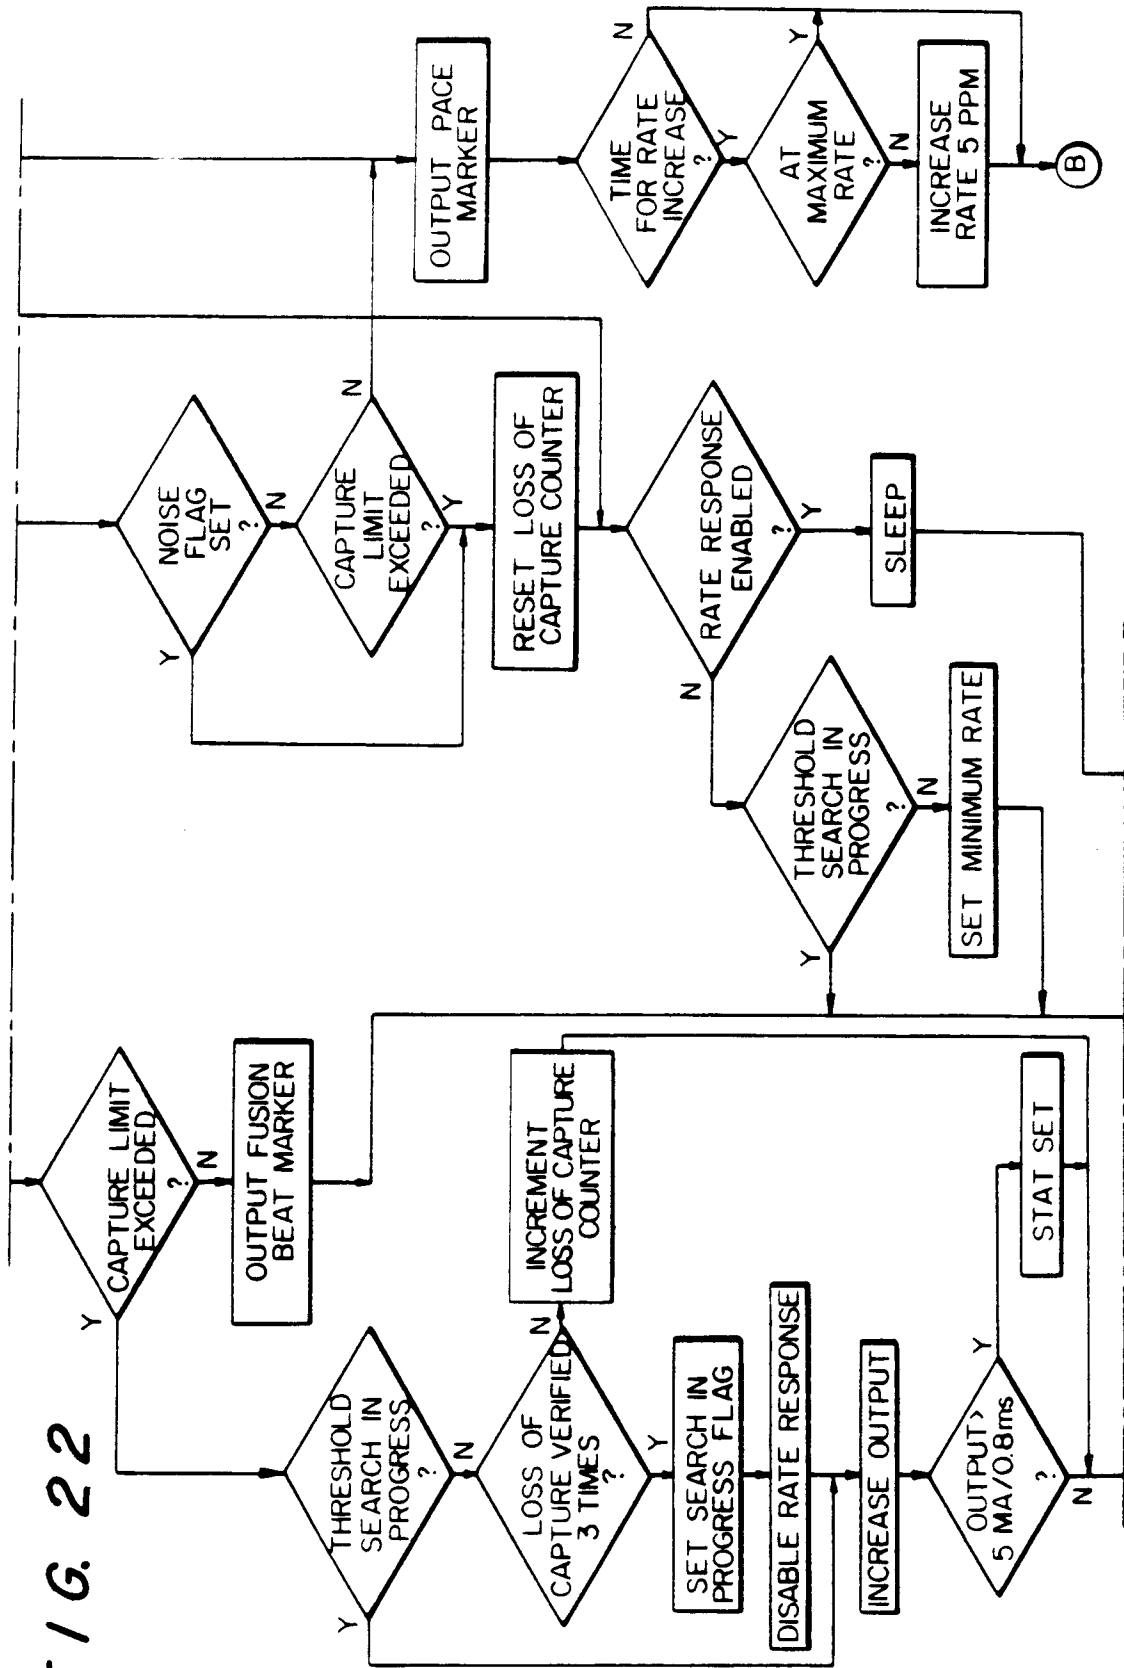 FIG. 22
CAPTURE LIMIT
EXCEEDED
?
Y
N
OUTPUT FUSION
BEAT MARKER
THRESHOLD
SEARCH IN
PROGRESS
?
Y
N
LOSS OF
CAPTURE VERIFIED
3 TIMES
?
N
Y
INCREMENT
LOSS OF CAPTURE
COUNTER
SET SEARCH IN
PROGRESS FLAG
DISABLE RATE RESPONSE
INCREASE OUTPUT
OUTPUT>
5 MA/0.8ms
?
Y
N
STAT SET
NOISE
FLAG
SET
?
Y
N
CAPTURE
LIMIT
EXCEEDED
?
N
Y
RESET LOSS OF
CAPTURE COUNTER
RATE RESPONSE
ENABLED
?
N
Y
SLEEP
THRESHOLD
SEARCH IN
PROGRESS
?
Y
N
SET MINIMUM RATE
OUTPUT PACE
MARKER
TIME
FOR RATE
INCREASE
?
N
Y
AT
MAXIMUM
RATE
?
Y
N
INCREASE
RATE 5 PPM
B